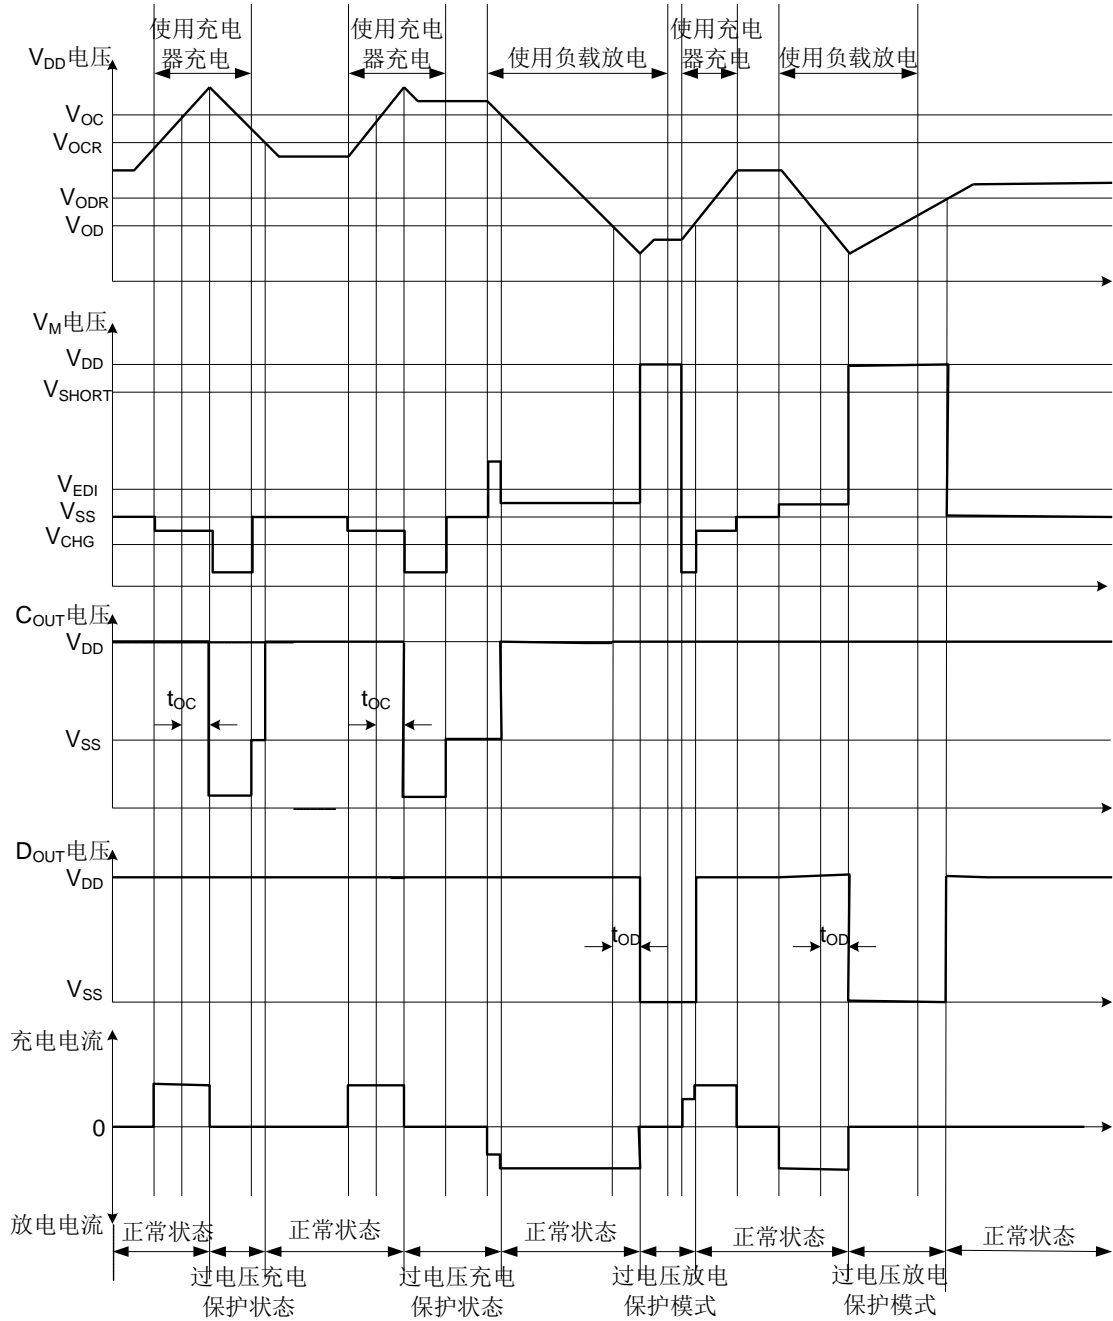 使用充电
器充电
使用充电
器充电
使用负载放电
使用充电
器充电
使用负载放电
VDD电压
VOC
VOCR
VODR
VOD
VM电压
VDD
VSHORT
VEDI
VSS
VCHG
COUT电压
VDD
tOC
tOC
VSS
DOUT电压
VDD
tOD
tOD
VSS
充电电流
0
放电电流
正常状态
正常状态
正常状态
正常状态
正常状态
过电压充电
保护状态
过电压充电
保护状态
过电压放电
保护模式
过电压放电
保护模式